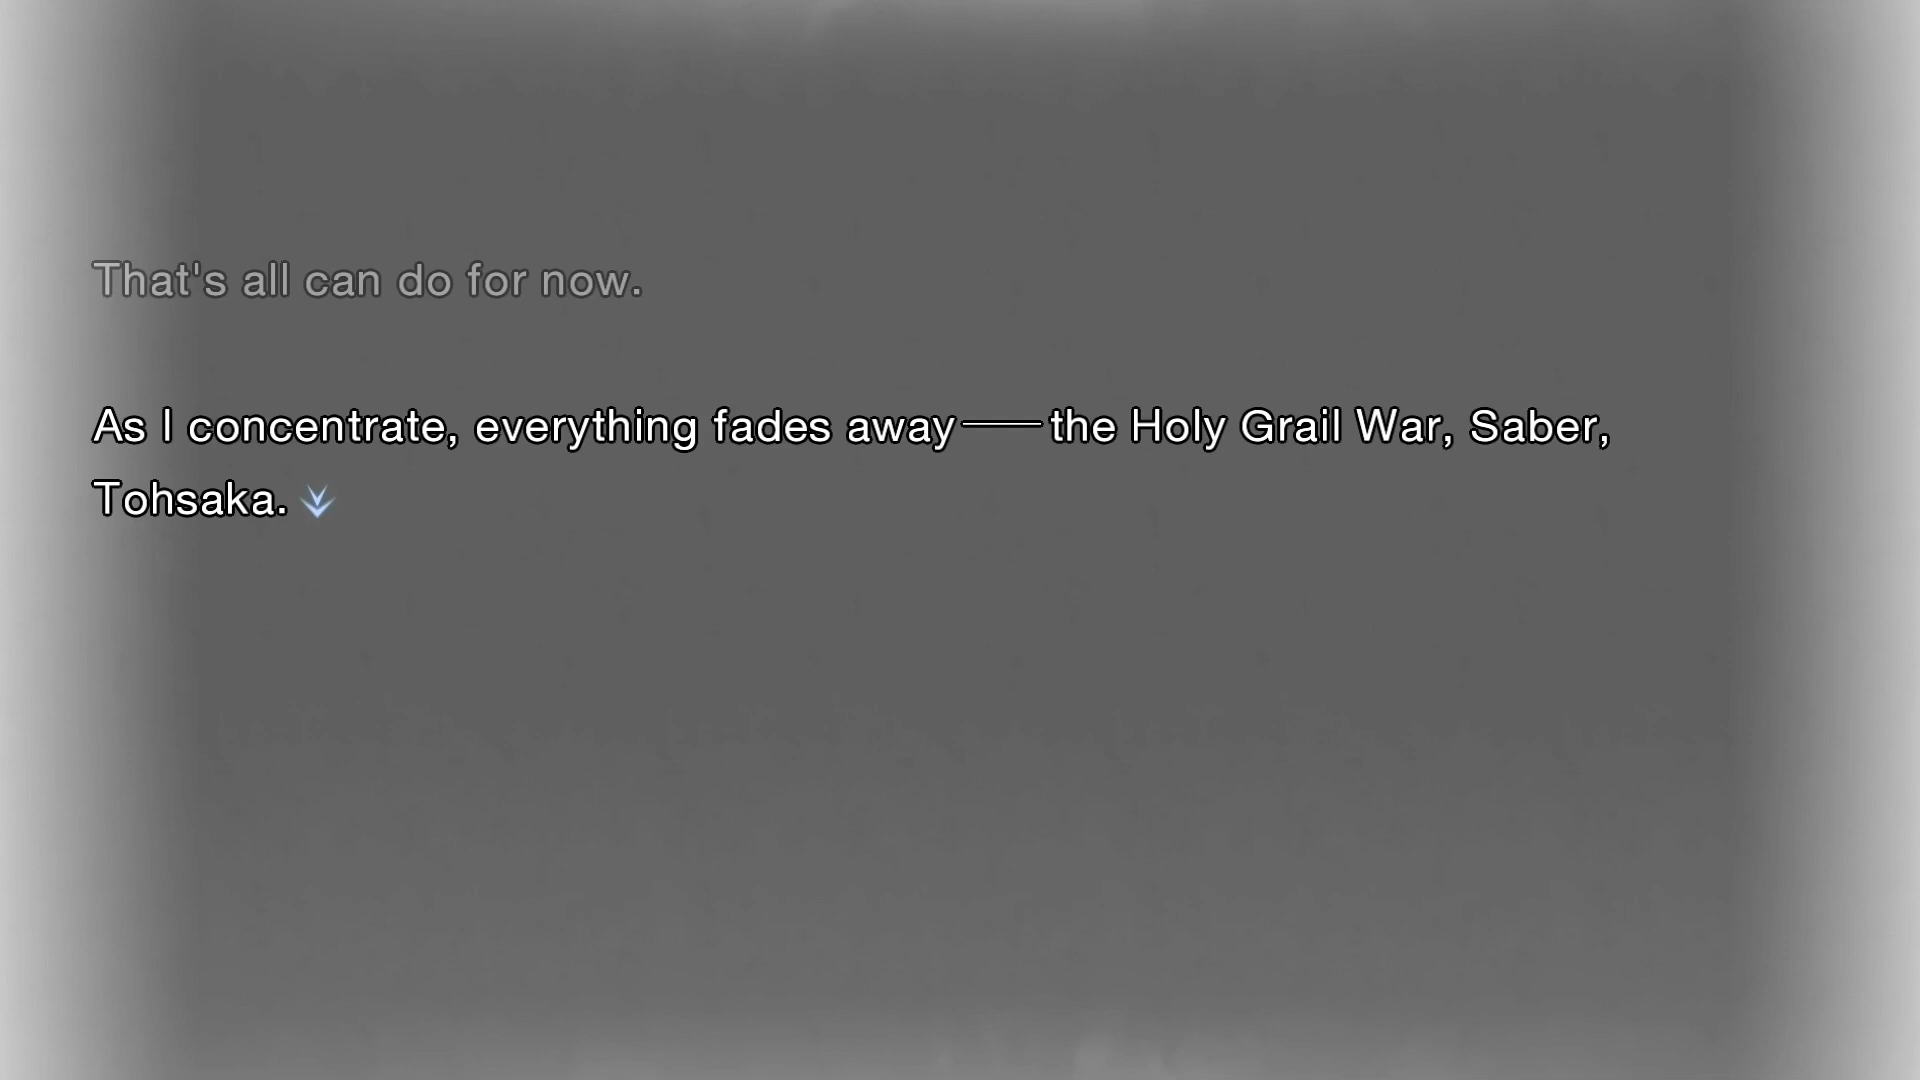 That's all can do for now.
As I concentrate, everything fades away──the Holy Grail War, Saber,
Tohsaka.